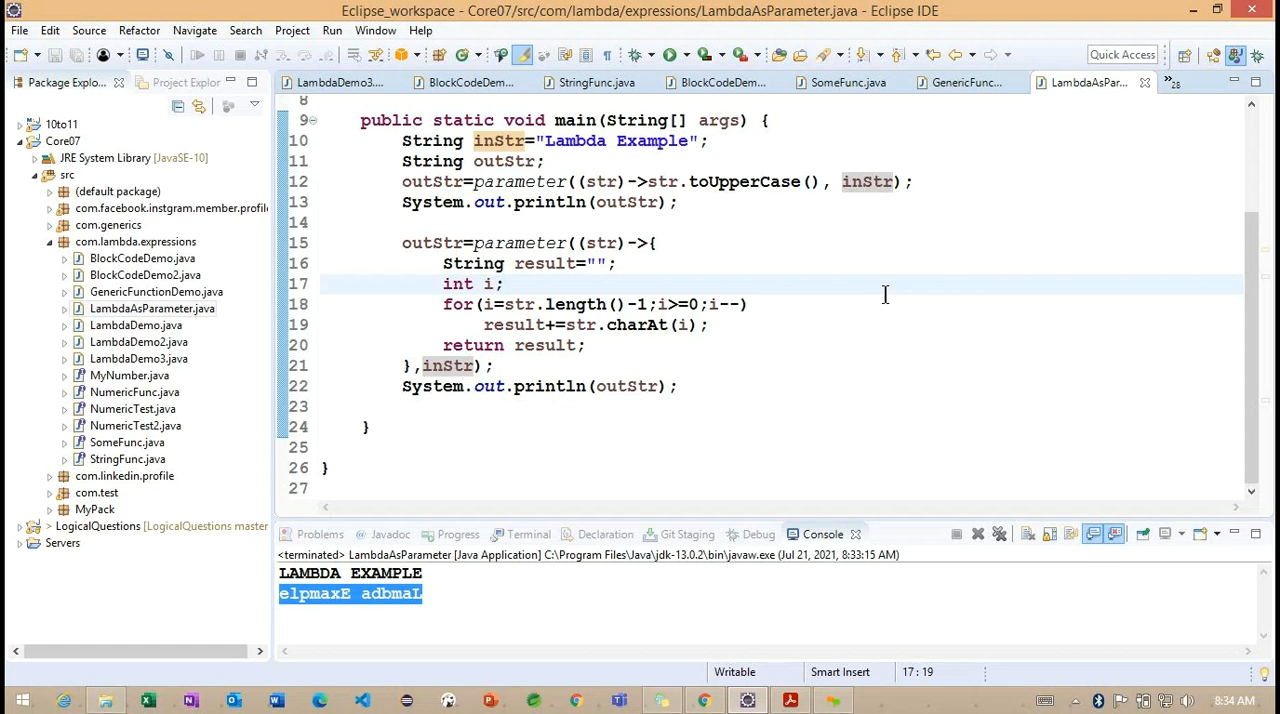 Eclipse_workspace - Core07/src/com/lambda/expressions/LambdaAsParameter.java - Eclipse IDE
File Edit Source Refactor Navigate Search Project Run Window Help
Quick Access
Package Explo... Project Explor
LambdaDemo3.... BlockCodeDem... StringFunc.java BlockCodeDem... SomeFunc.java GenericFunc... LambdaAsPar... »28
10to11
Core07
JRE System Library [JavaSE-10]
src
(default package)
com.facebook.instgram.member.profile
com.generics
com.lambda.expressions
BlockCodeDemo.java
BlockCodeDemo2.java
GenericFunctionDemo.java
LambdaAsParameter.java
LambdaDemo.java
LambdaDemo2.java
LambdaDemo3.java
MyNumber.java
NumericFunc.java
NumericTest.java
NumericTest2.java
SomeFunc.java
StringFunc.java
com.linkedin.profile
com.test
MyPack
> LogicalQuestions [LogicalQuestions master
Servers
8
9 public static void main(String[] args) {
10 String inStr="Lambda Example";
11 String outStr;
12 outStr=parameter((str)->str.toUpperCase(), inStr);
13 System.out.println(outStr);
14
15 outStr=parameter((str)->{
16 String result="";
17 int i;
18 for(i=str.length()-1;i>=0;i--)
19 result+=str.charAt(i);
20 return result;
21 },inStr);
22 System.out.println(outStr);
23
24 }
25
26 }
27
Problems Javadoc Progress Terminal Declaration Git Staging Debug Console
<terminated> LambdaAsParameter [Java Application] C:\Program Files\Java\jdk-13.0.2\bin\javaw.exe (Jul 21, 2021, 8:33:15 AM)
LAMBDA EXAMPLE
elpmaxE adbmaL
Writable Smart Insert 17 : 19
8:34 AM